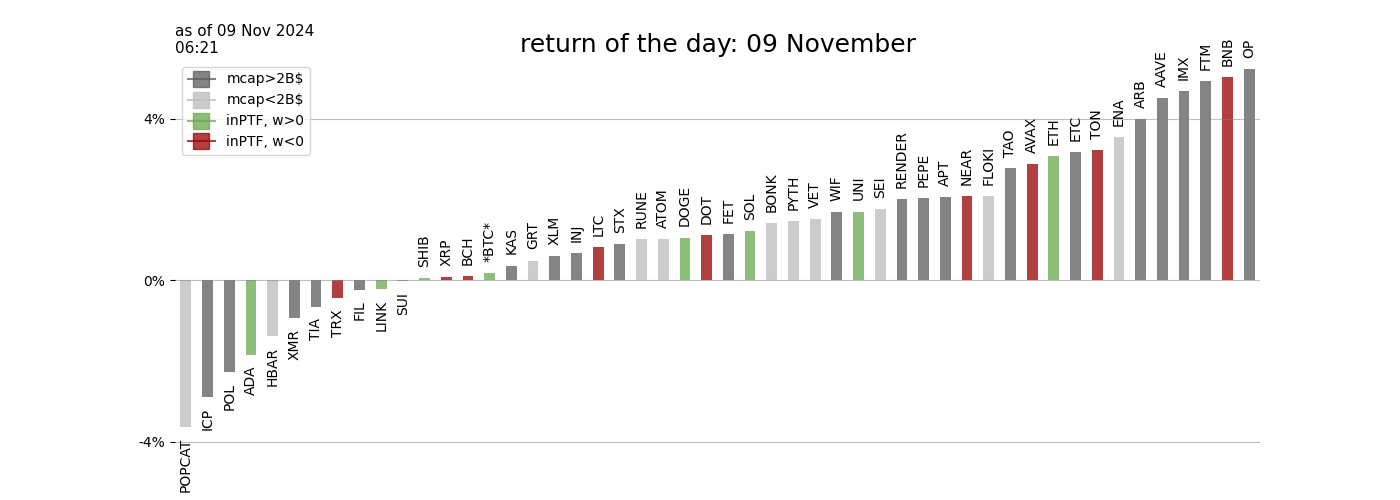 as of 09 Nov 2024
06:21
return of the day: 09 November
mcap>2B$
mcap<2B$
inPTF, w>0
inPTF, w<0
4%
0%
-4%
POPCAT
ICP
POL
ADA
HBAR
XMR
TIA
TRX
FIL
LINK
SUI
SHIB
XRP
BCH
*BTC*
KAS
GRT
XLM
INJ
LTC
STX
RUNE
ATOM
DOGE
DOT
FET
SOL
BONK
PYTH
VET
WIF
UNI
SEI
RENDER
PEPE
APT
NEAR
FLOKI
TAO
AVAX
ETH
ETC
TON
ENA
ARB
AAVE
IMX
FTM
BNB
OP